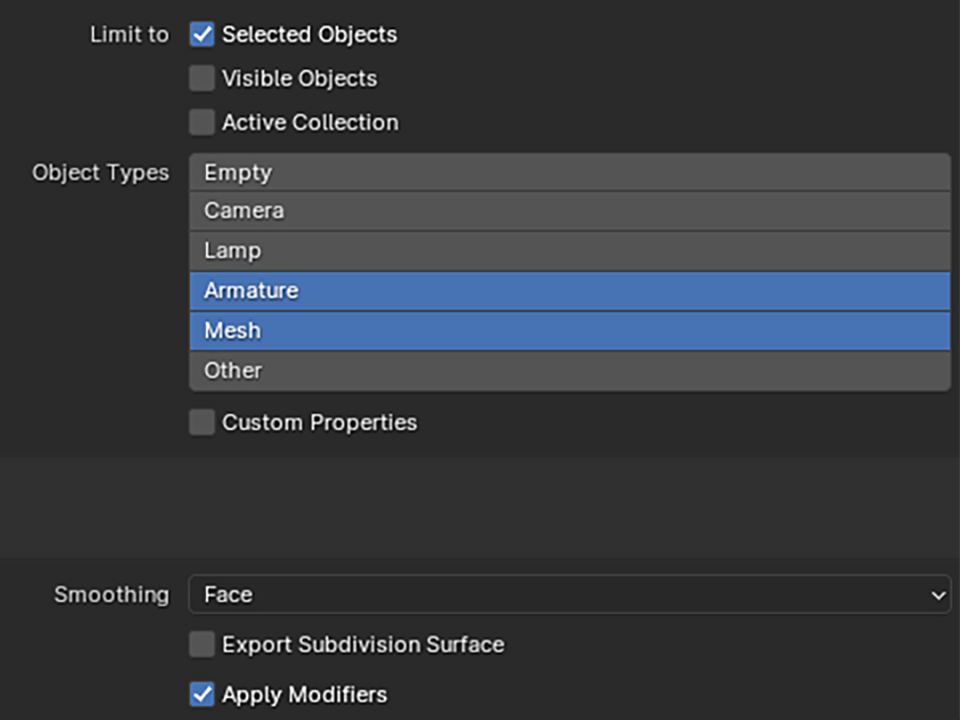 Limit to Selected Objects
Visible Objects
Active Collection
Object Types Empty
Camera
Lamp
Armature
Mesh
Other
Custom Properties
Smoothing Face
Export Subdivision Surface
Apply Modifiers